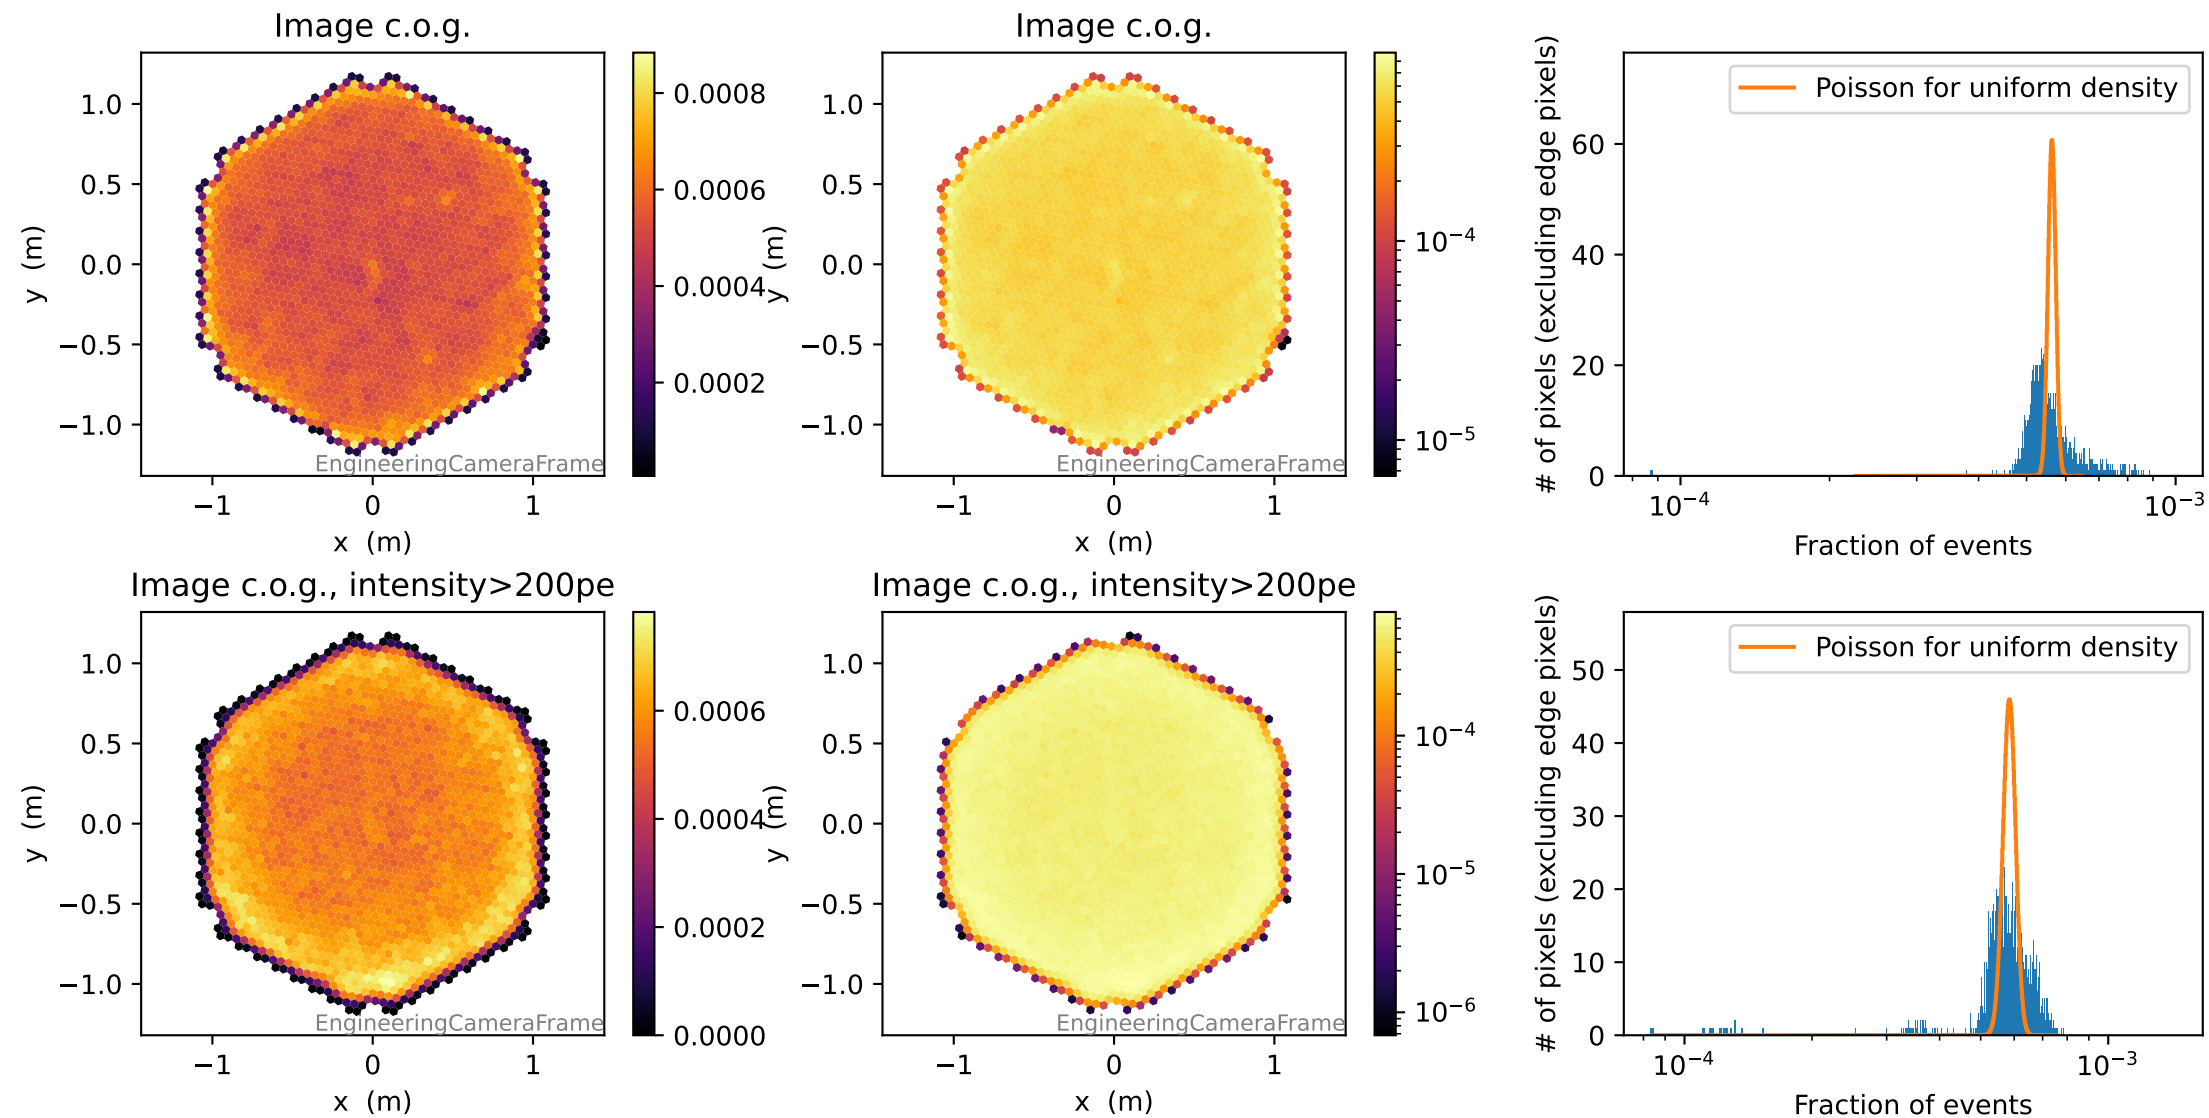 Image c.o.g.
1.0
0.5
0.0
−0.5
−1.0
y (m)
−1
0
1
x (m)
EngineeringCameraFrame
0.0008
0.0006
0.0004
0.0002
Image c.o.g.
1.0
0.5
0.0
−0.5
−1.0
y (m)
−1
0
1
x (m)
EngineeringCameraFrame
10−4
10−5
# of pixels (excluding edge pixels)
60
40
20
0
Poisson for uniform density
10−4
10−3
Fraction of events
Image c.o.g., intensity>200pe
1.0
0.5
0.0
−0.5
−1.0
y (m)
−1
0
1
x (m)
EngineeringCameraFrame
0.0006
0.0004
0.0002
0.0000
Image c.o.g., intensity>200pe
1.0
0.5
0.0
−0.5
−1.0
y (m)
−1
0
1
x (m)
EngineeringCameraFrame
10−4
10−5
10−6
# of pixels (excluding edge pixels)
50
40
30
20
10
0
Poisson for uniform density
10−4
10−3
Fraction of events